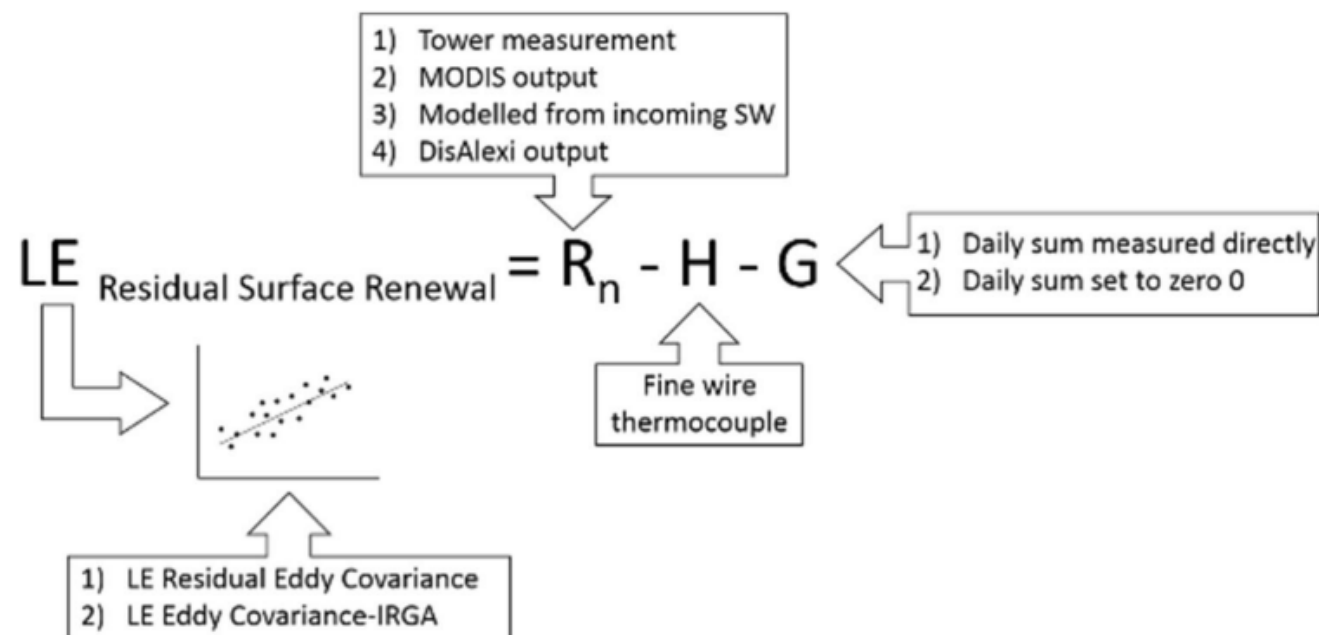 1) Tower measurement
2) MODIS output
3) Modelled from incoming SW
4) DisAlexi output
LE Residual Surface Renewal = Rn - H - G
1) Daily sum measured directly
2) Daily sum set to zero 0
Fine wire
thermocouple
1) LE Residual Eddy Covariance
2) LE Eddy Covariance-IRGA